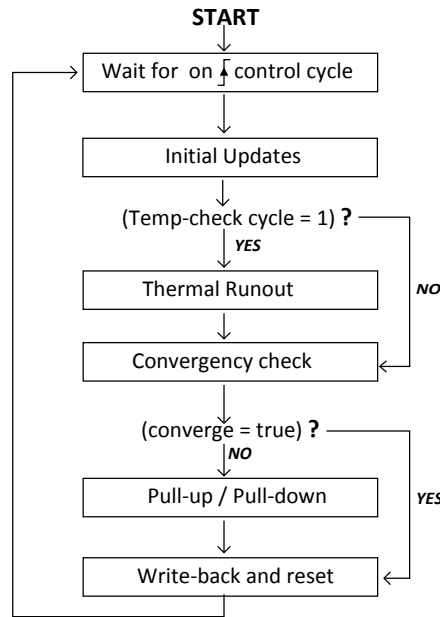 START
Wait for on control cycle
Initial Updates
(Temp-check cycle = 1) ?
YES
NO
Thermal Runout
Convergency check
(converge = true) ?
NO
YES
Pull-up / Pull-down
Write-back and reset